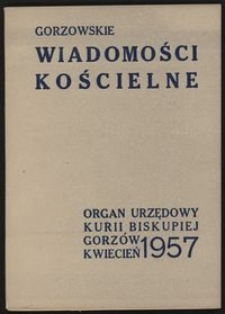 GORZOWSKIE
WIADOMOŚCI
KOŚCIELNE
ORGAN URZĘDOWY
KURII BISKUPIEJ
GORZÓW
KWIECIEŃ 1957